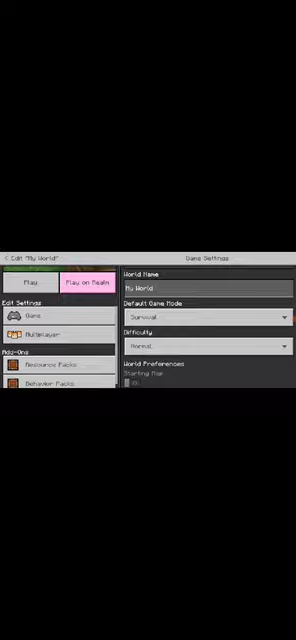 < Edit "My World"
Game Settings
Play
Play on Realm
Edit Settings
Game
Multiplayer
Add-Ons
Resource Packs
Behavior Packs
World Name
My World
Default Game Mode
Survival
Difficulty
Normal
World Preferences
Starting Map